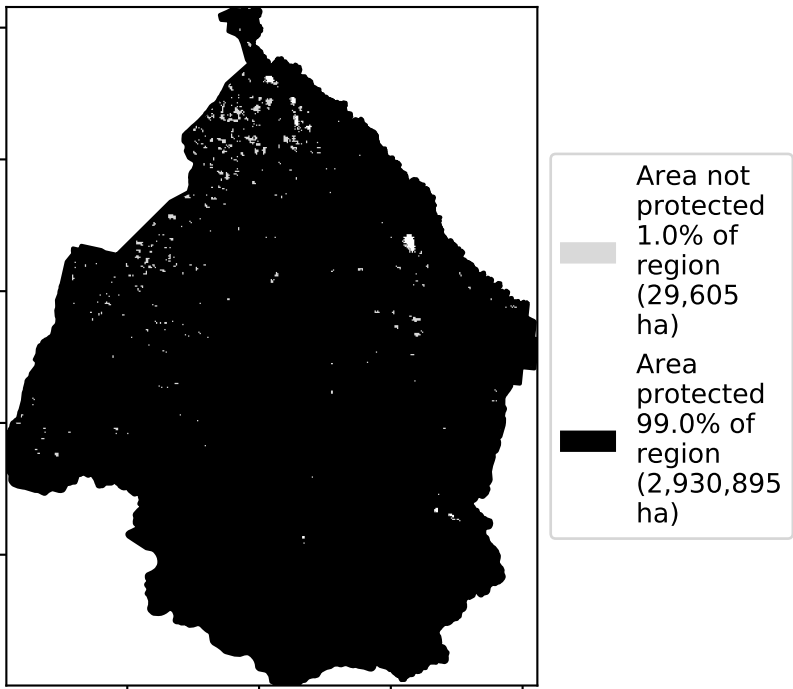 Area not
protected
1.0% of
region
(29,605
ha)
Area
protected
99.0% of
region
(2,930,895
ha)